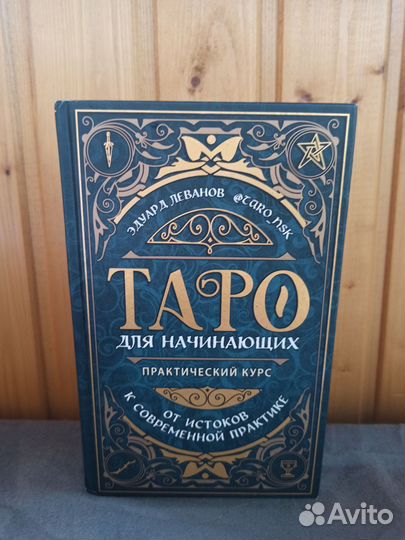 ЭДУАРД ЛЕВАНОВ @TARO_NSK
ТАРО
ДЛЯ НАЧИНАЮЩИХ
ПРАКТИЧЕСКИЙ КУРС
ОТ ИСТОКОВ
К СОВРЕМЕННОЙ ПРАКТИКЕ
Avito